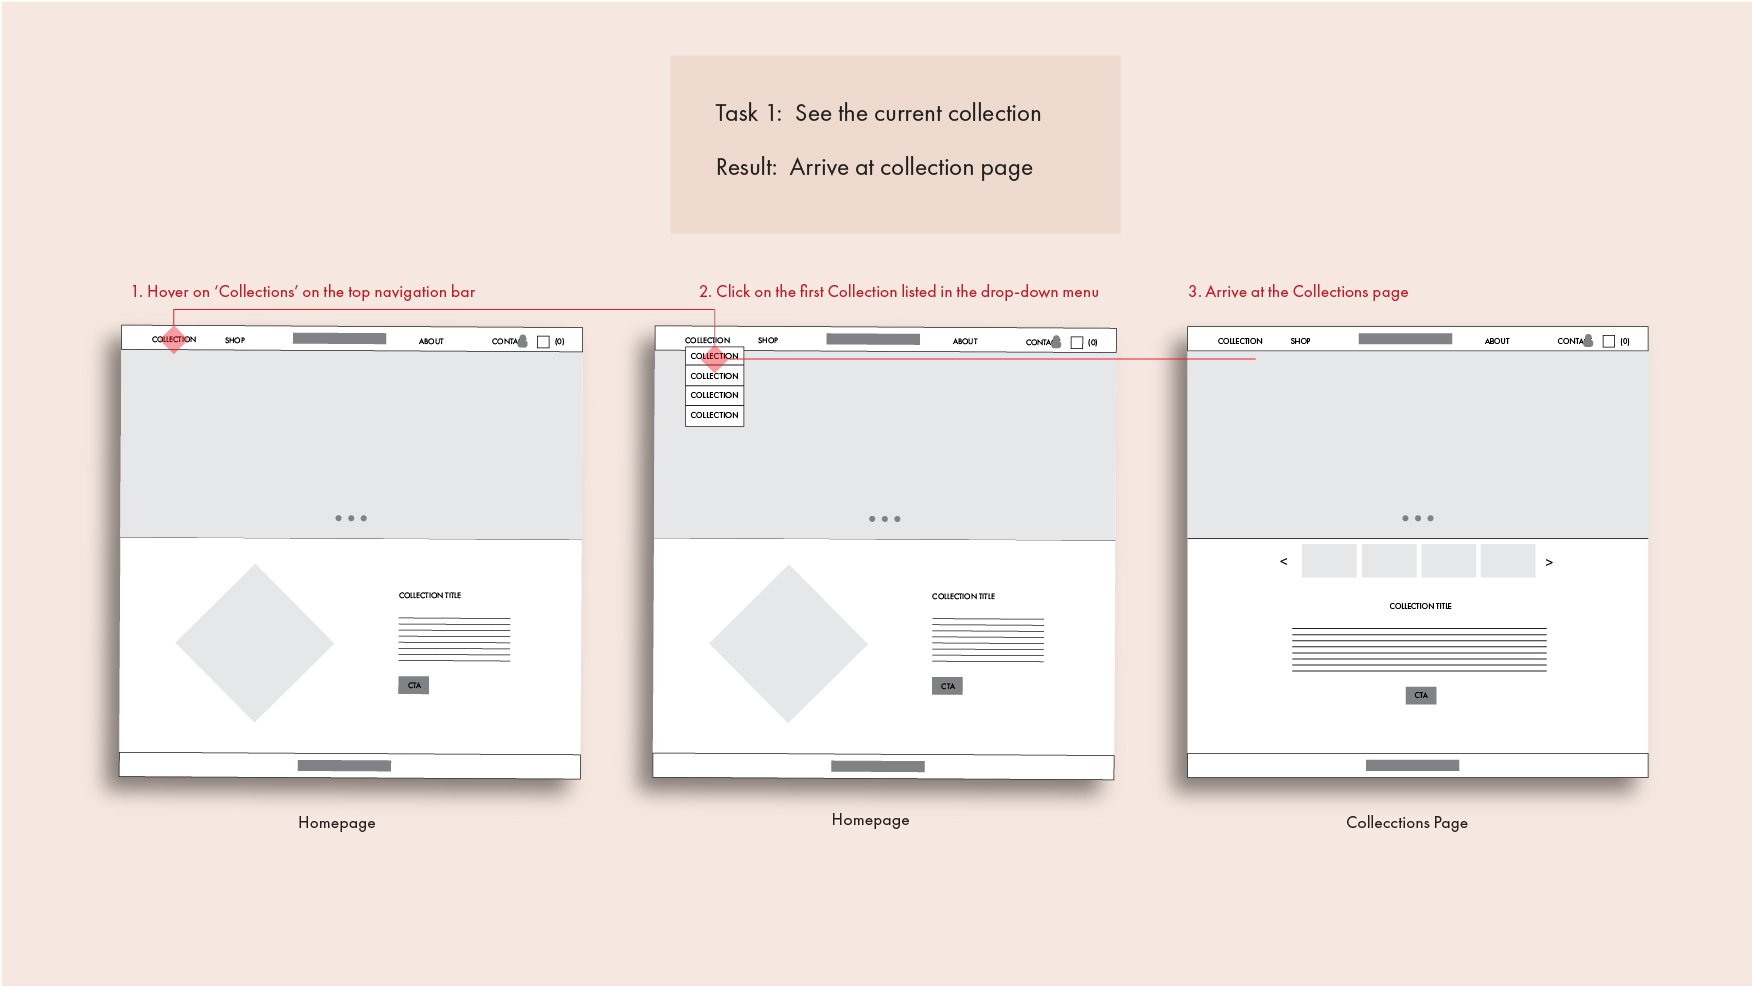 Task 1: See the current collection
Result: Arrive at collection page
1. Hover on ‘Collections’ on the top navigation bar
COLLECTION SHOP ABOUT CONTA (0)
COLLECTION TITLE
CTA
Homepage
2. Click on the first Collection listed in the drop-down menu
COLLECTION SHOP ABOUT CONTA (0)
COLLECTION
COLLECTION
COLLECTION
COLLECTION
COLLECTION TITLE
CTA
Homepage
3. Arrive at the Collections page
COLLECTION SHOP ABOUT CONTA (0)
< >
COLLECTION TITLE
CTA
Collecctions Page